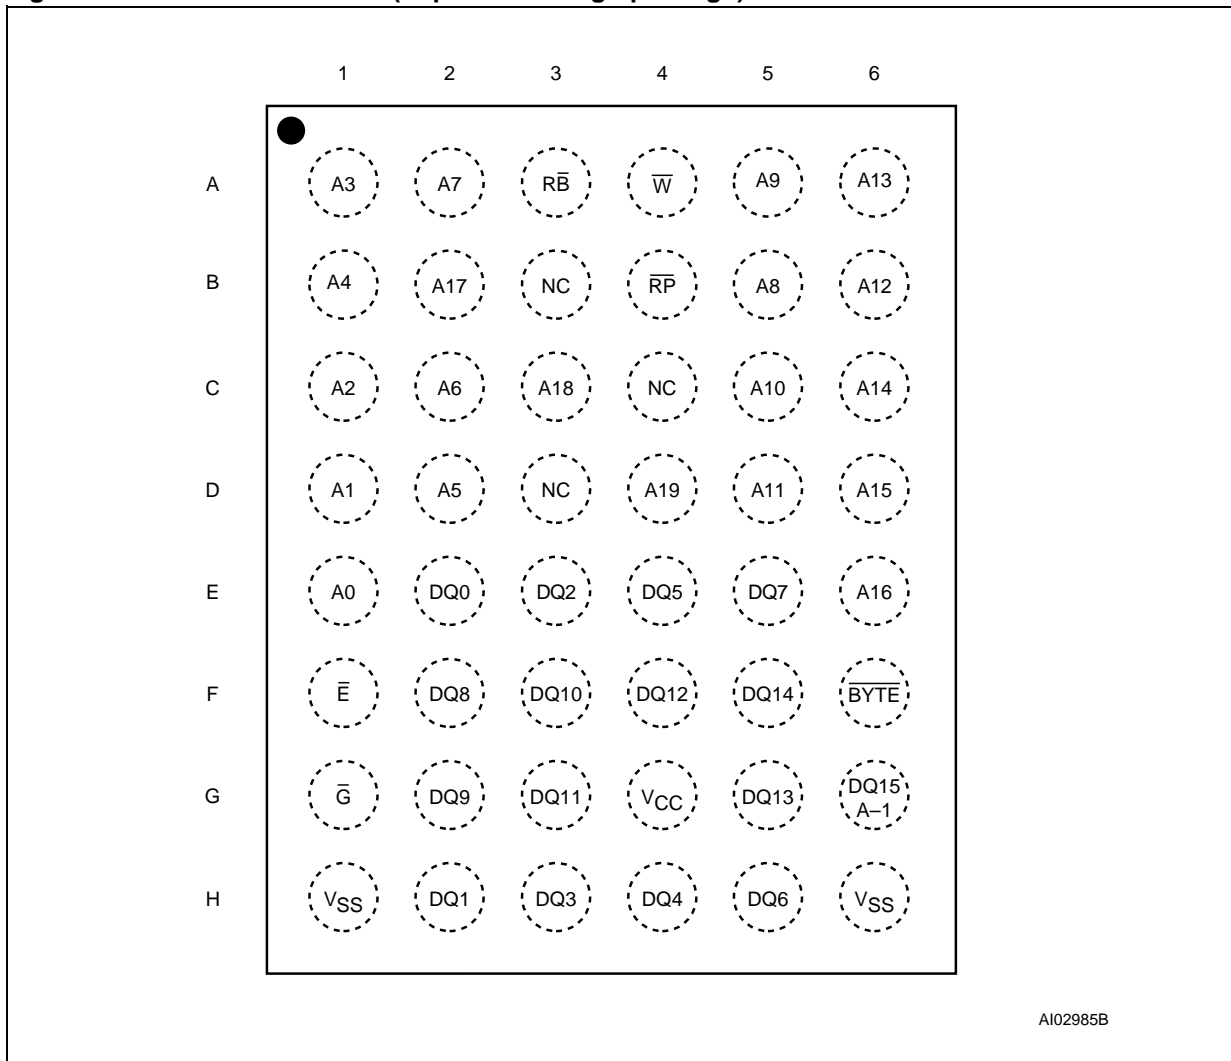 1 2 3 4 5 6
A A3 A7 RB̅ W̅ A9 A13
B A4 A17 NC R̅P̅ A8 A12
C A2 A6 A18 NC A10 A14
D A1 A5 NC A19 A11 A15
E A0 DQ0 DQ2 DQ5 DQ7 A16
F E̅ DQ8 DQ10 DQ12 DQ14 B̅Y̅T̅E̅
G G̅ DQ9 DQ11 VCC DQ13 DQ15
A–1
H VSS DQ1 DQ3 DQ4 DQ6 VSS
AI02985B